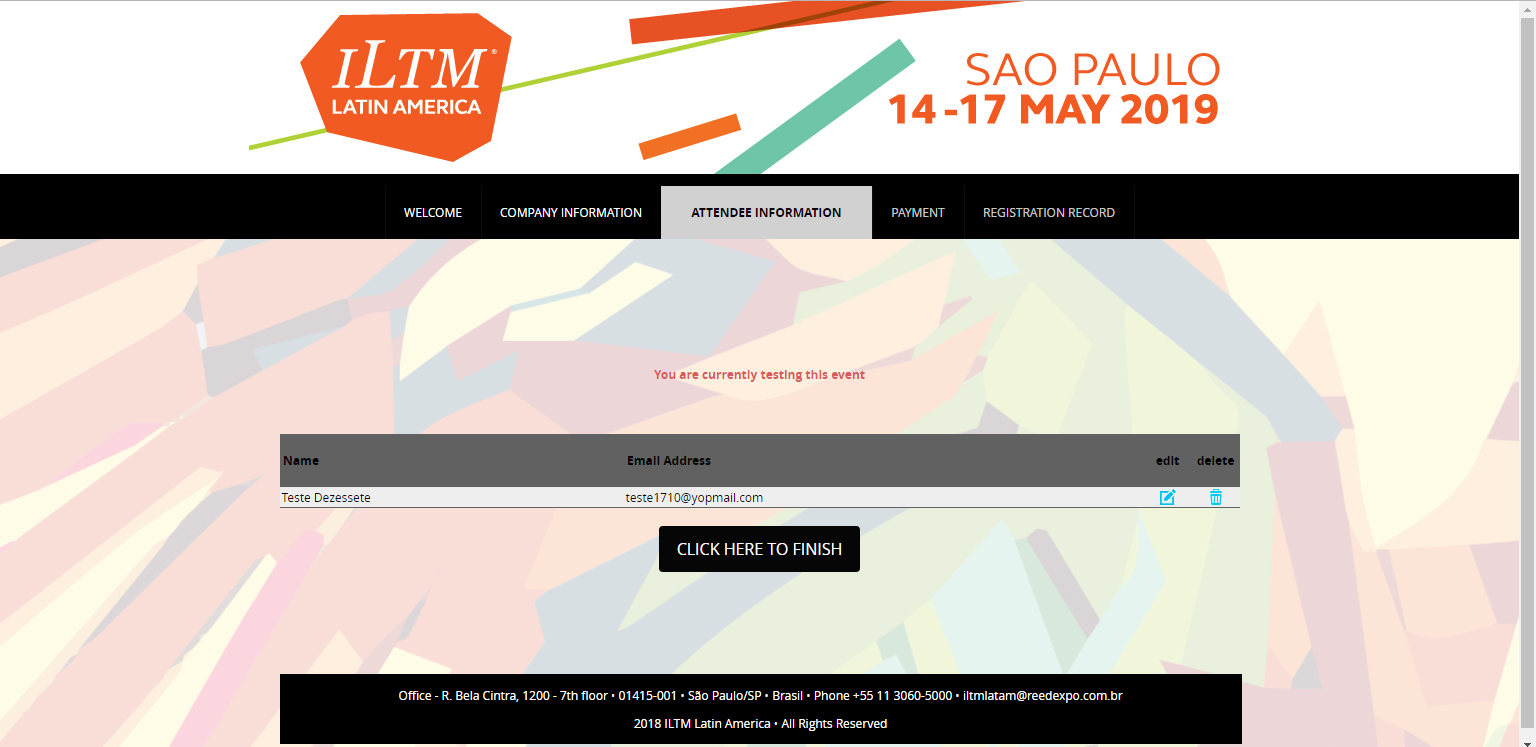 ILTM®
LATIN AMERICA
SAO PAULO
14 -17 MAY 2019
WELCOME COMPANY INFORMATION ATTENDEE INFORMATION PAYMENT REGISTRATION RECORD
You are currently testing this event
Name Email Address edit delete
Teste Dezessete teste1710@yopmail.com
CLICK HERE TO FINISH
Office - R. Bela Cintra, 1200 - 7th floor • 01415-001 • São Paulo/SP • Brasil • Phone +55 11 3060-5000 • iltmlatam@reedexpo.com.br
2018 ILTM Latin America • All Rights Reserved